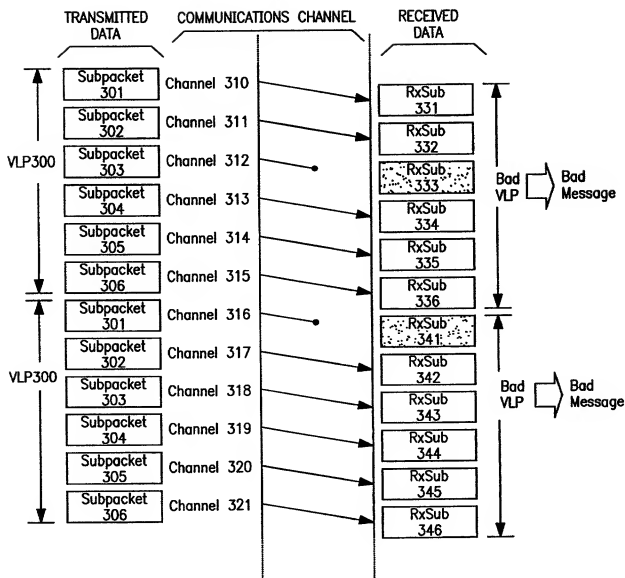 TRANSMITTED
DATA
COMMUNICATIONS CHANNEL
RECEIVED
DATA
VLP300
Subpacket
301
Subpacket
302
Subpacket
303
Subpacket
304
Subpacket
305
Subpacket
306
VLP300
Subpacket
301
Subpacket
302
Subpacket
303
Subpacket
304
Subpacket
305
Subpacket
306
Channel 310
Channel 311
Channel 312
Channel 313
Channel 314
Channel 315
Channel 316
Channel 317
Channel 318
Channel 319
Channel 320
Channel 321
RxSub
331
RxSub
332
RxSub
333
RxSub
334
RxSub
335
RxSub
336
RxSub
341
RxSub
342
RxSub
343
RxSub
344
RxSub
345
RxSub
346
Bad
VLP
Bad
Message
Bad
VLP
Bad
Message